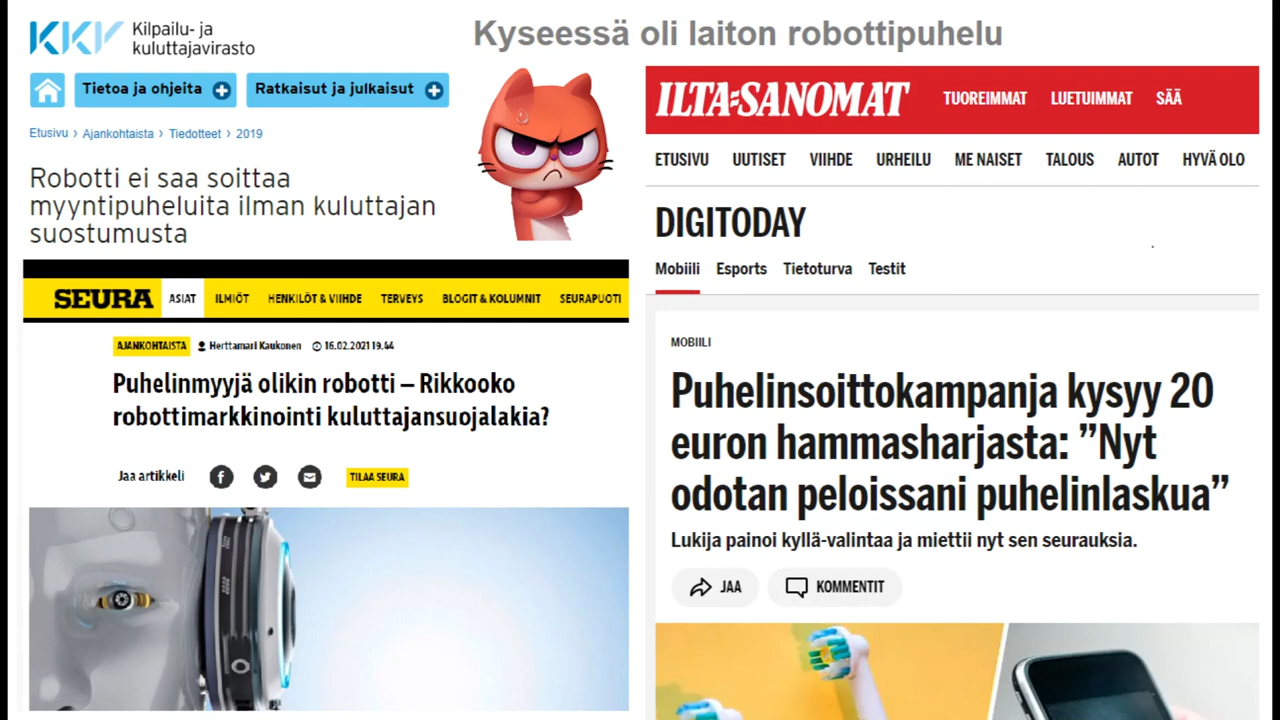 KKV Kilpailu- ja
kuluttajavirasto
Tietoa ja ohjeita
Ratkaisut ja julkaisut
Etusivu › Ajankohtaista › Tiedotteet › 2019
Robotti ei saa soittaa
myyntipuheluita ilman kuluttajan
suostumusta
Kyseessä oli laiton robottipuhelu
SEURA ASIAT ILMIÖT HENKILÖT & VIIHDE TERVEYS BLOGIT & KOLUMNIT SEURAPUOTI
AJANKOHTAISTA Herttamari Kaukonen 16.02.2021 19.44
Puhelinmyyjä olikin robotti – Rikkooko
robottimarkkinointi kuluttajansuojalakia?
Jaa artikkeli TILAA SEURA
ILTA-SANOMAT TUOREIMMAT LUETUIMMAT SÄÄ
ETUSIVU UUTISET VIIHDE URHEILU ME NAISET TALOUS AUTOT HYVÄ OLO
DIGITODAY
Mobiili Esports Tietoturva Testit
MOBIILI
Puhelinsoittokampanja kysyy 20
euron hammasharjasta: ”Nyt
odotan peloissani puhelinlaskua”
Lukija painoi kyllä-valintaa ja miettii nyt sen seurauksia.
JAA KOMMENTIT